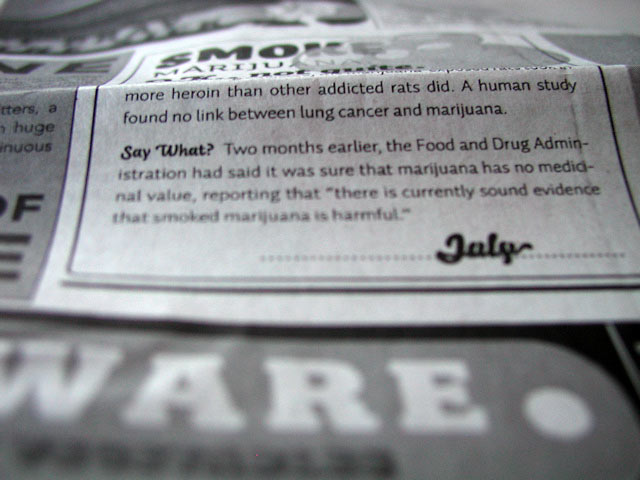 SMOKE
MARIJUANA
more heroin than other addicted rats did. A human study
found no link between lung cancer and marijuana.
Say What? Two months earlier, the Food and Drug Admin-
istration had said it was sure that marijuana has no medici-
nal value, reporting that "there is currently sound evidence
that smoked marijuana is harmful."
July
itters, a
huge
inuous
OF
E
WARE.